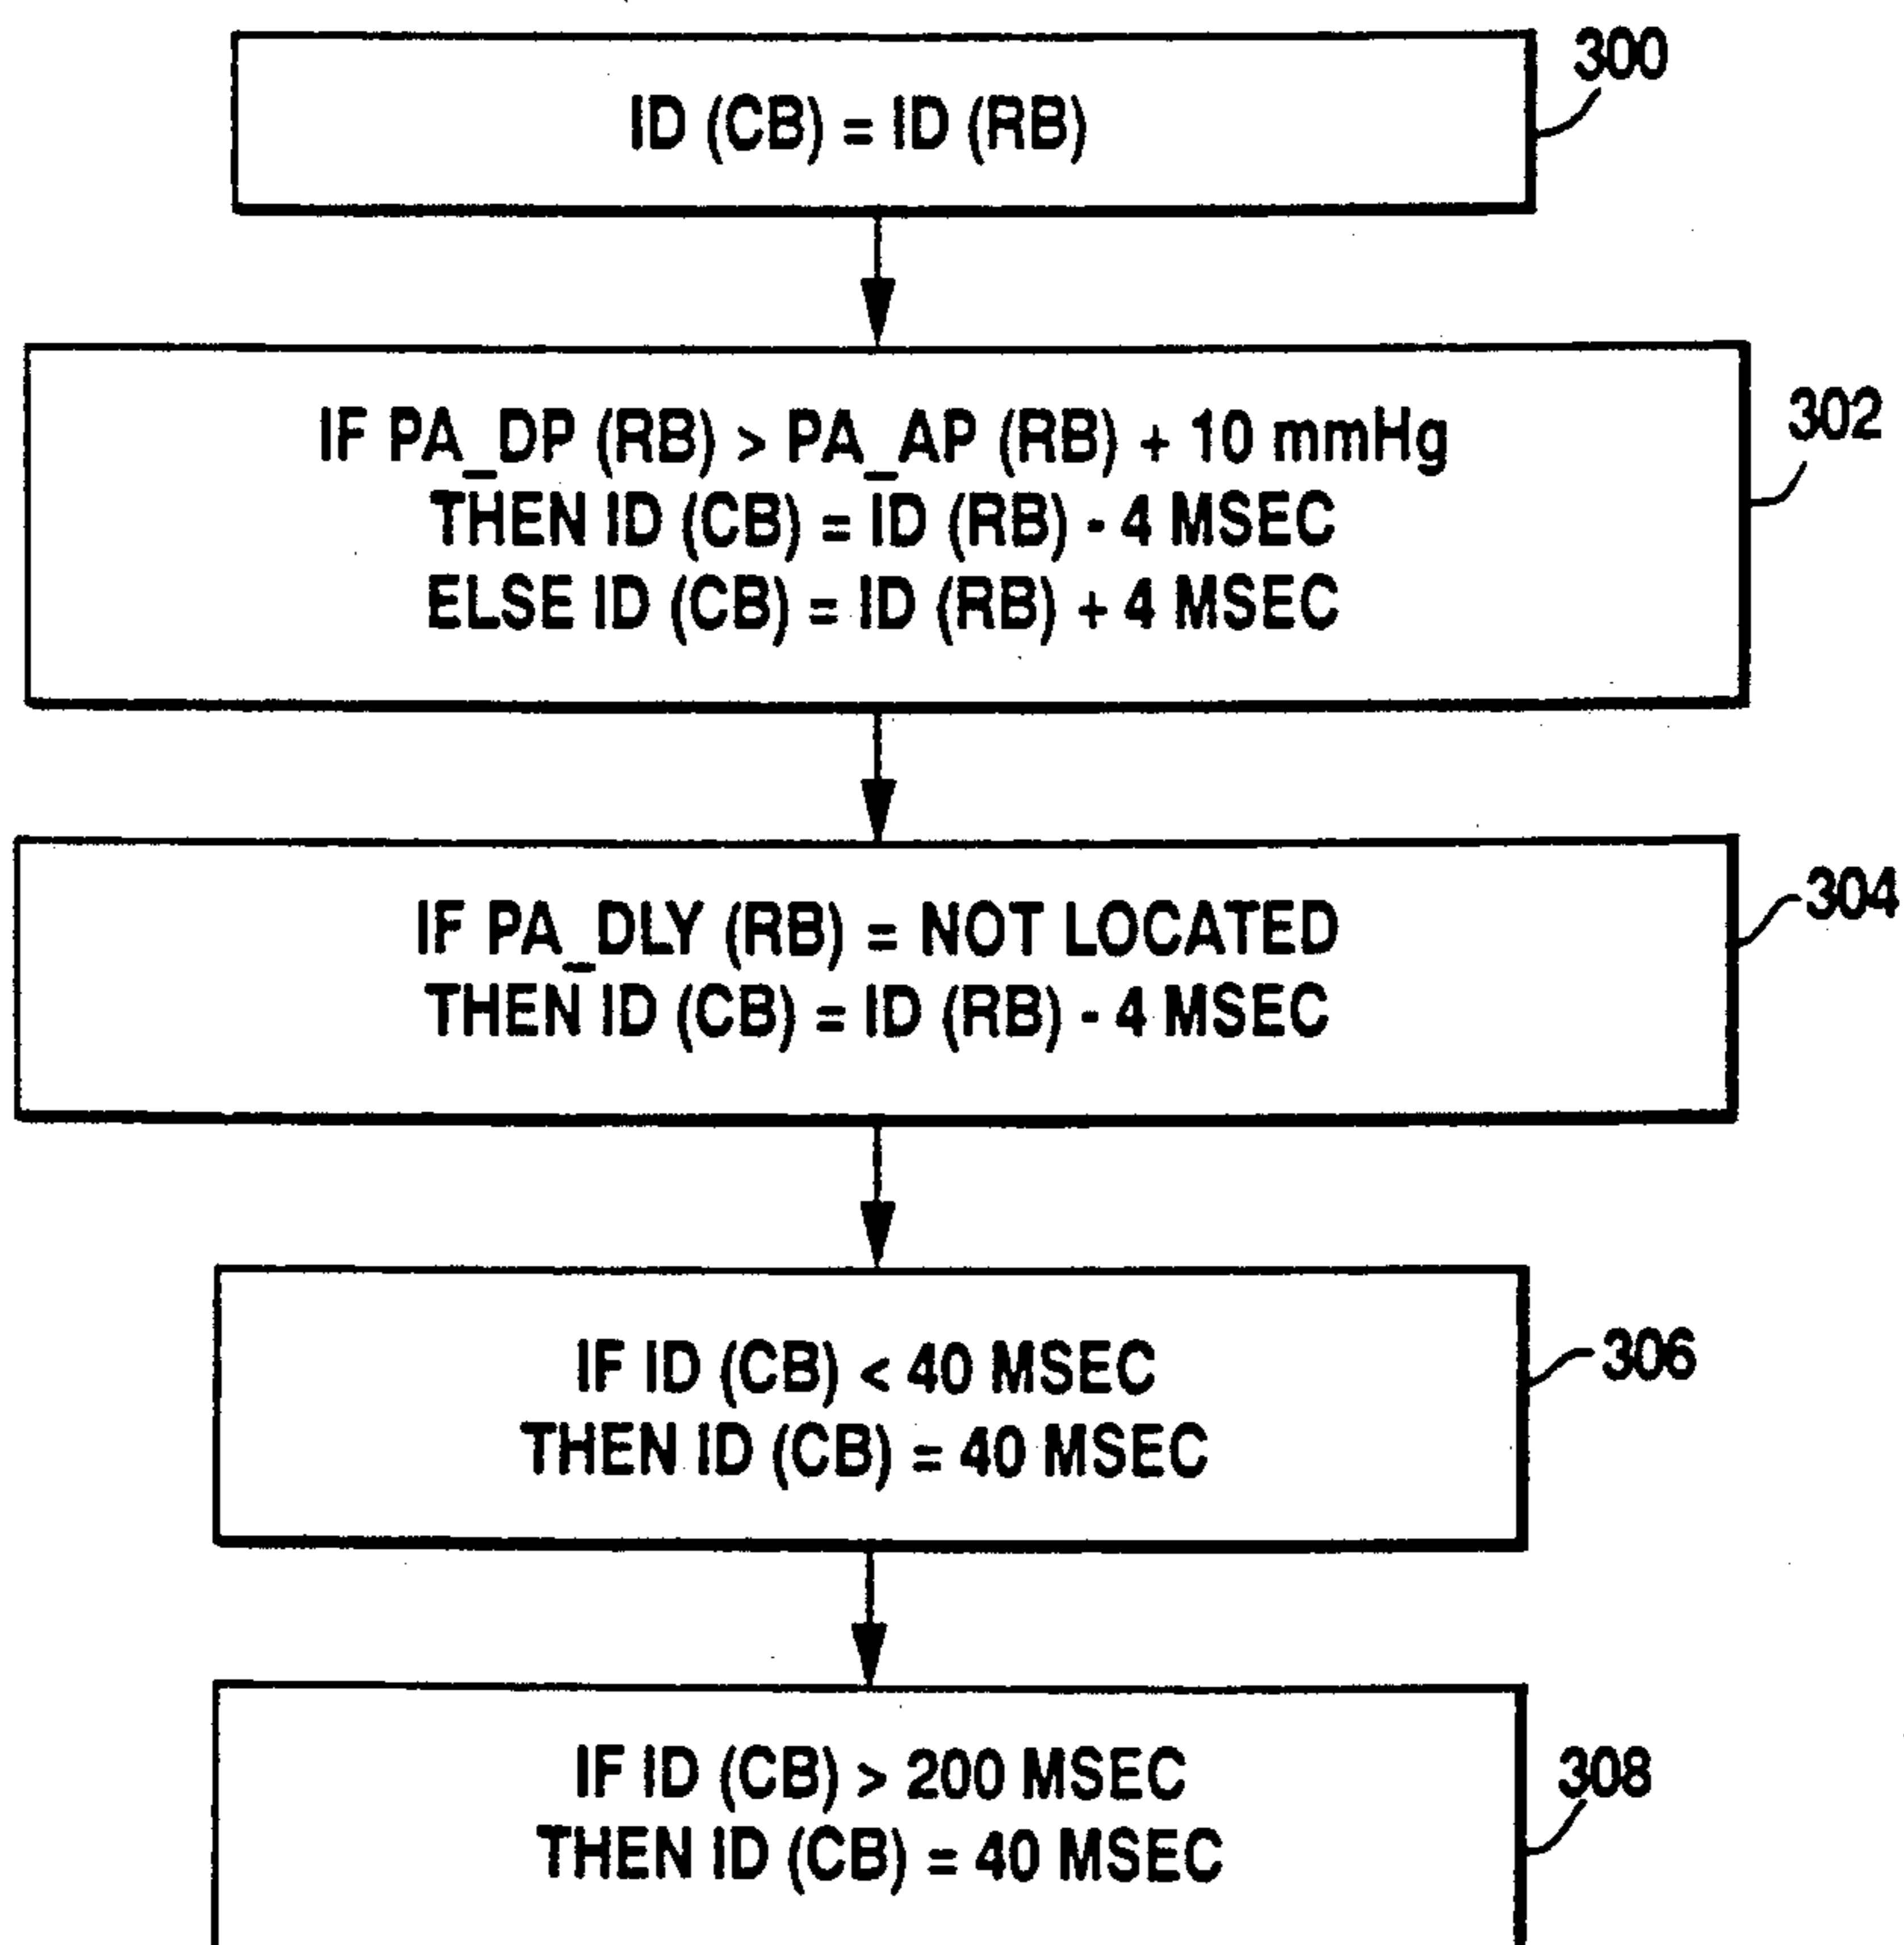 300
ID (CB) = ID (RB)
302
IF PA_DP (RB) > PA_AP (RB) + 10 mmHg
THEN ID (CB) = ID (RB) - 4 MSEC
ELSE ID (CB) = ID (RB) + 4 MSEC
304
IF PA_DLY (RB) = NOT LOCATED
THEN ID (CB) = ID (RB) - 4 MSEC
306
IF ID (CB) < 40 MSEC
THEN ID (CB) = 40 MSEC
308
IF ID (CB) > 200 MSEC
THEN ID (CB) = 40 MSEC